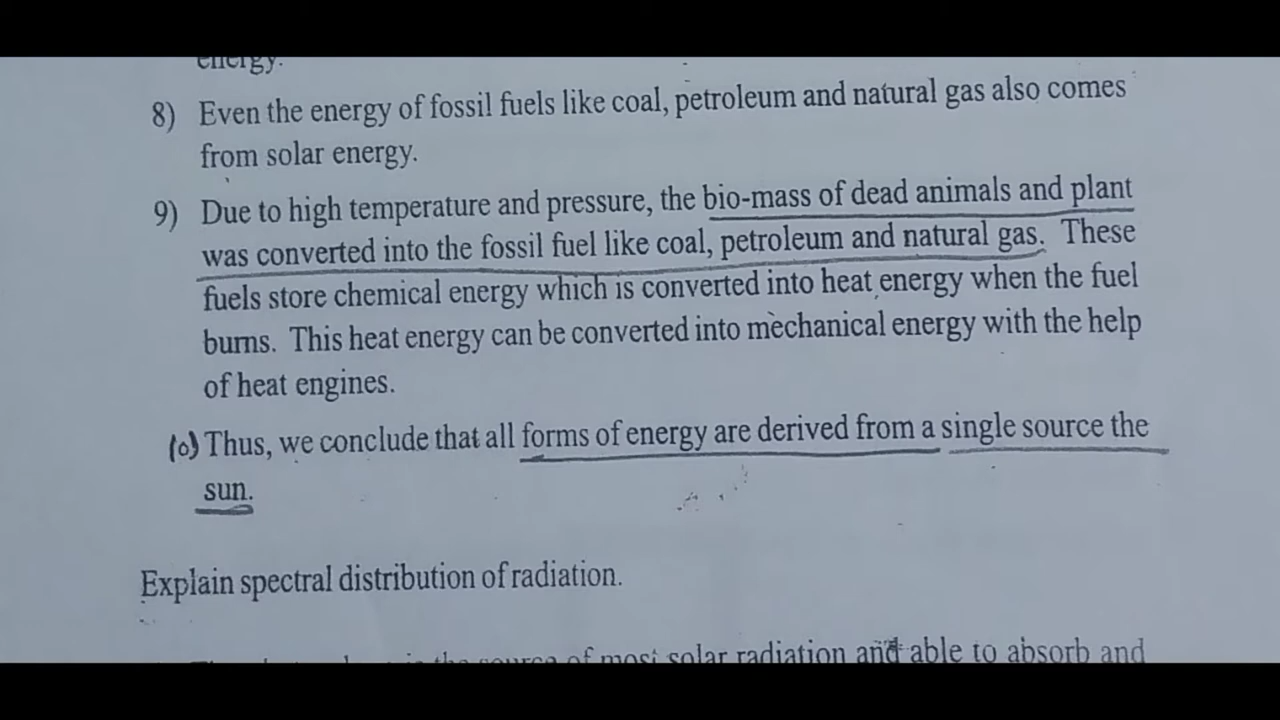 energy.
8) Even the energy of fossil fuels like coal, petroleum and natural gas also comes
from solar energy.
9) Due to high temperature and pressure, the bio-mass of dead animals and plant
was converted into the fossil fuel like coal, petroleum and natural gas. These
fuels store chemical energy which is converted into heat energy when the fuel
burns. This heat energy can be converted into mechanical energy with the help
of heat engines.
10) Thus, we conclude that all forms of energy are derived from a single source the
sun.
Explain spectral distribution of radiation.
is the source of most solar radiation and able to absorb and